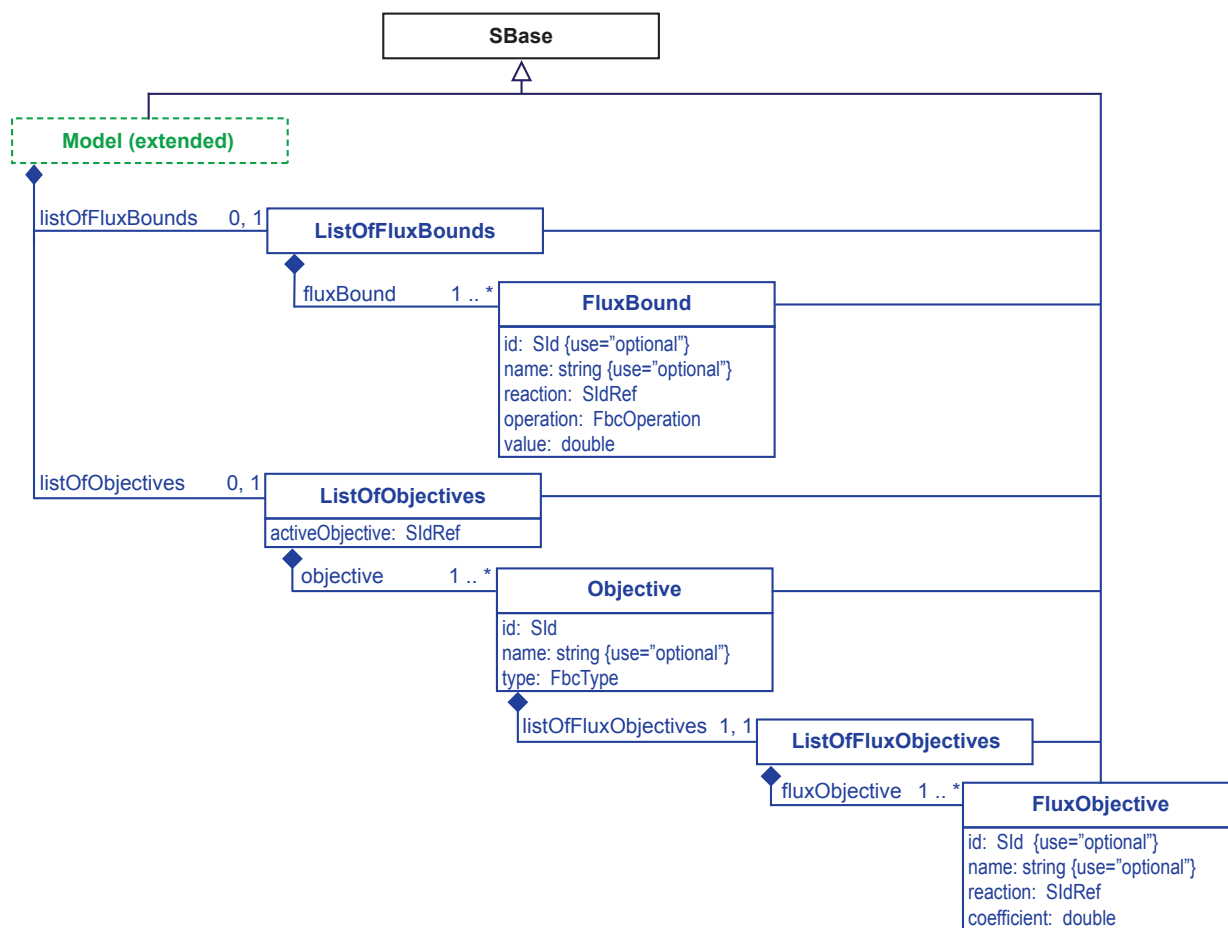 SBase
Model (extended)
listOfFluxBounds 0, 1
ListOfFluxBounds
fluxBound 1 .. *
FluxBound
id: SId {use=”optional”}
name: string {use=”optional”}
reaction: SIdRef
operation: FbcOperation
value: double
listOfObjectives 0, 1
ListOfObjectives
activeObjective: SIdRef
objective 1 .. *
Objective
id: SId
name: string {use=”optional”}
type: FbcType
listOfFluxObjectives 1, 1
ListOfFluxObjectives
fluxObjective 1 .. *
FluxObjective
id: SId {use=”optional”}
name: string {use=”optional”}
reaction: SIdRef
coefficient: double